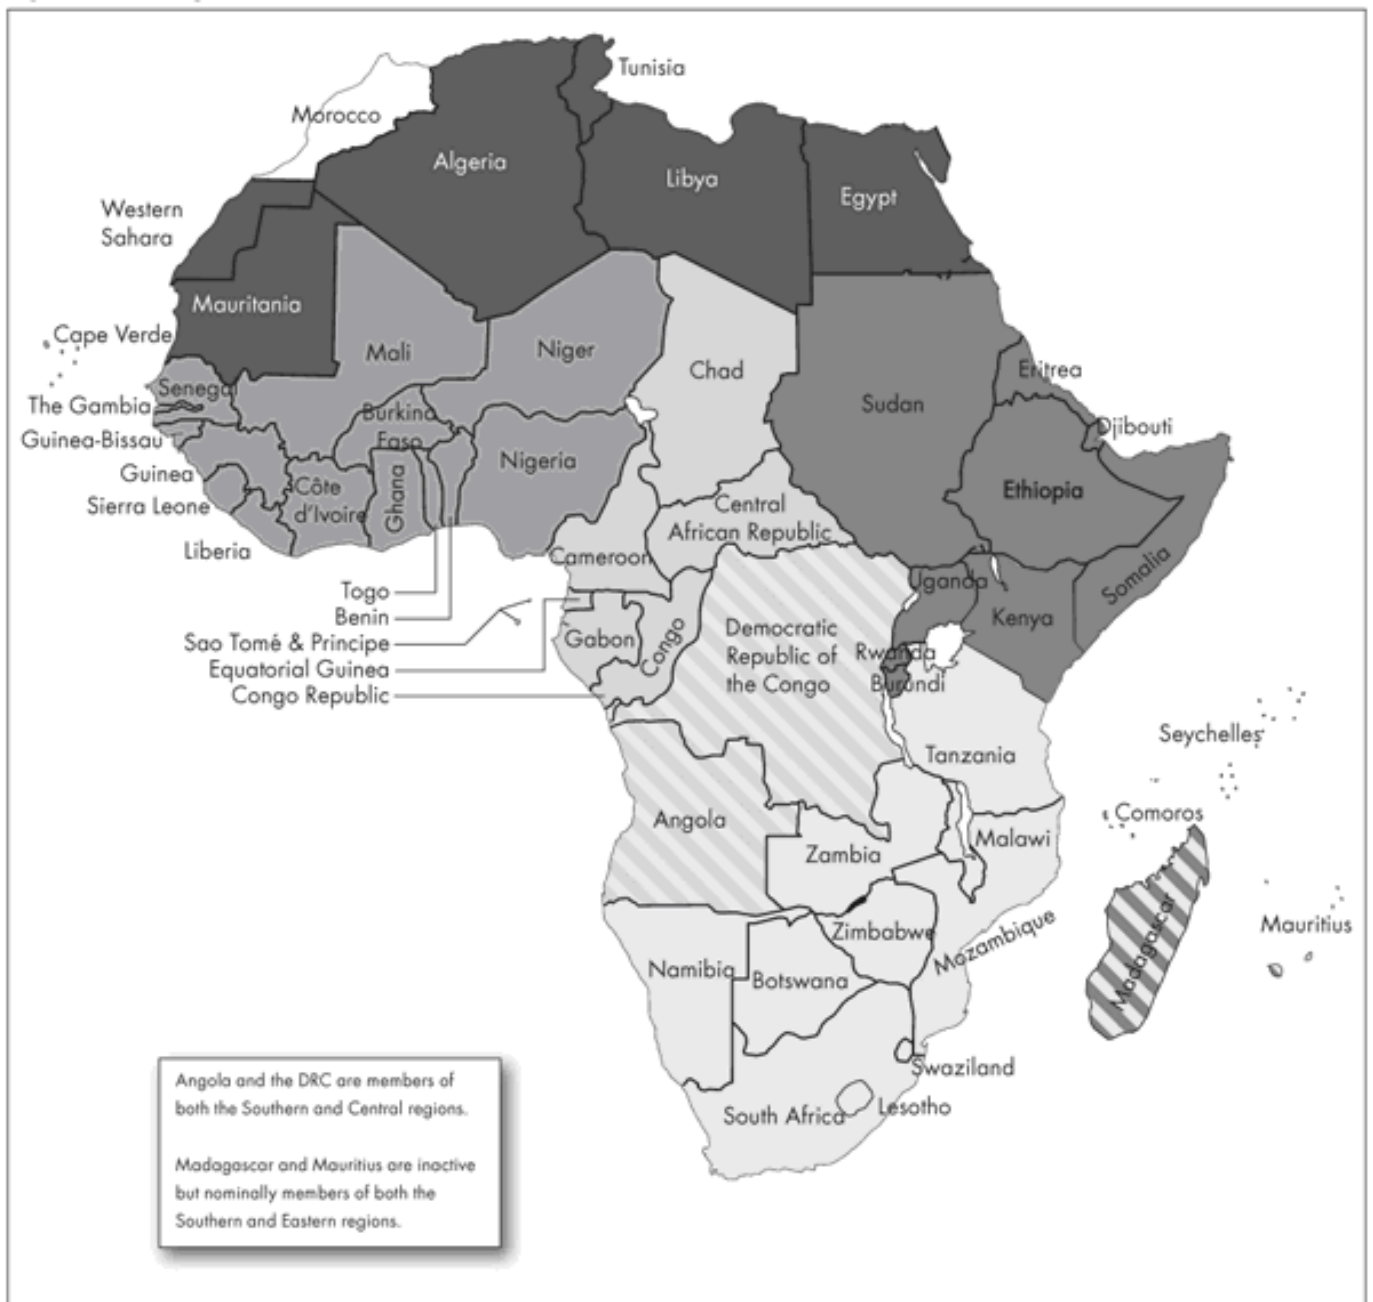 Tunisia
Morocco
Algeria
Libya
Egypt
Western
Sahara
Mauritania
Cape Verde
Mali
Niger
Chad
Sudan
Eritrea
Senegal
The Gambia
Burkina
Faso
Djibouti
Guinea-Bissau
Nigeria
Guinea
Côte
d'Ivoire
Ghana
Central
African Republic
Ethiopia
Sierra Leone
Liberia
Cameroon
Somalia
Togo
Benin
Uganda
Kenya
Sao Tomé & Principe
Gabon
Congo
Democratic
Republic of
the Congo
Rwanda
Burundi
Equatorial Guinea
Congo Republic
Seychelles
Tanzania
Angola
Comoros
Malawi
Zambia
Zimbabwe
Mozambique
Madagascar
Mauritius
Namibia
Botswana
Swaziland
South Africa
Lesotho
Angola and the DRC are members of
both the Southern and Central regions.
Madagascar and Mauritius are inactive
but nominally members of both the
Southern and Eastern regions.